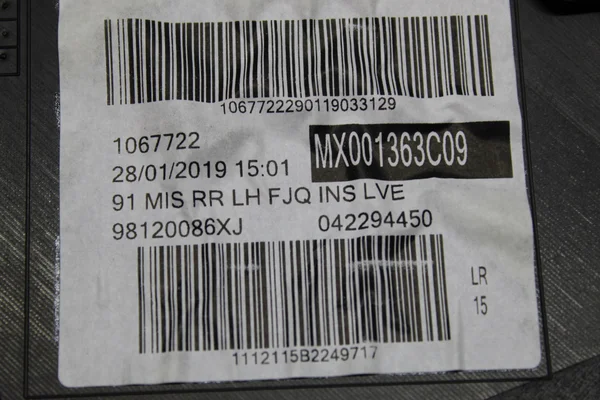 1067722290119033129
1067722
MX001363C09
28/01/2019 15:01
91 MIS RR LH FJQ INS LVE
98120086XJ 042294450
LR
15
1112115B2249717